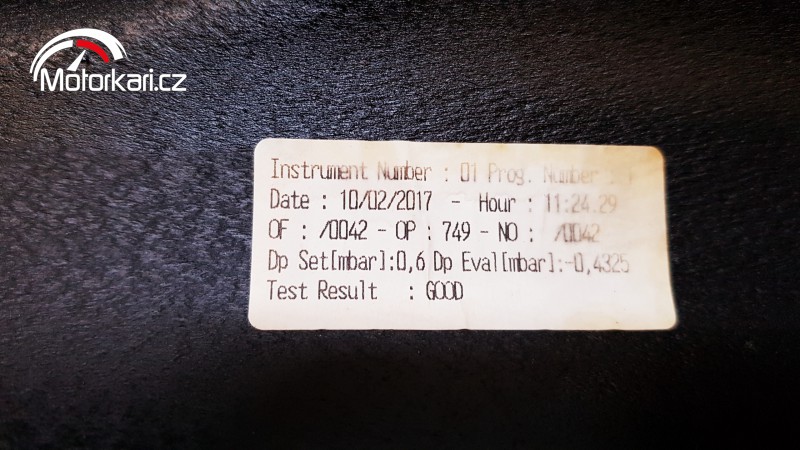 Motorkari.cz
Instrument Number : 01 Prog. Number :
Date : 10/02/2017 - Hour : 11:24.29
OF : /0042 - OP : 749 - NO : /0042
Dp Set[mbar]:0,6 Dp Eval[mbar]:-0,4325
Test Result : GOOD